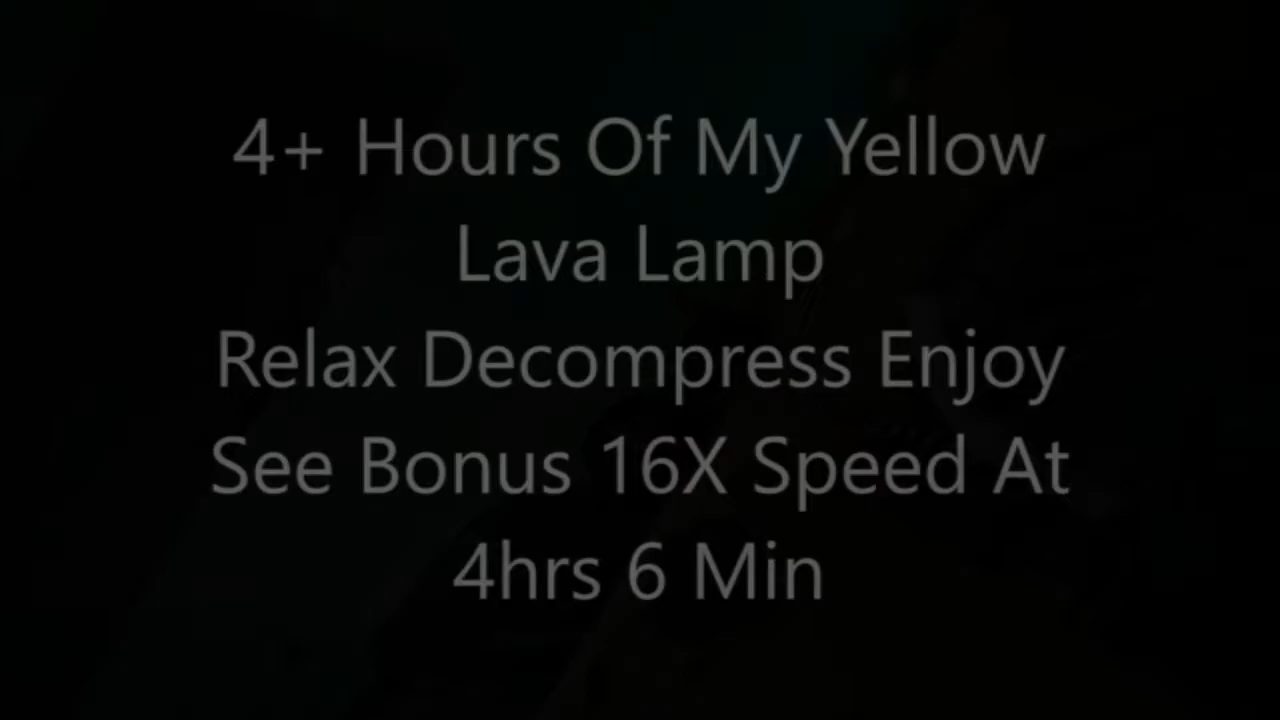 4+ Hours Of My Yellow
Lava Lamp
Relax Decompress Enjoy
See Bonus 16X Speed At
4hrs 6 Min